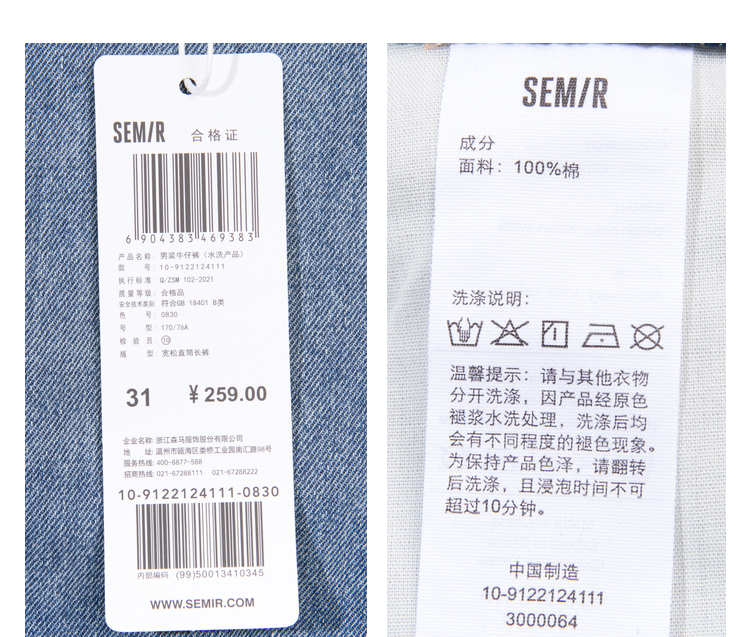 SEMIR 合格证
6 904383 469383
产品名称: 男装牛仔裤（水洗产品）
款 号: 10-9122124111
执行标准: Q/ZSM 102-2021
质量等级: 合格品
安全技术类别 符合GB 18401 B类
色 号: 0830
号 型: 170/76A
检 验 员: 10
版 型: 宽松直筒长裤
31 ￥259.00
企业名称: 浙江森马服饰股份有限公司
地 址: 温州市瓯海区娄桥工业园南汇路98号
服务热线: 400-8877-588
招商热线: 021-67288111 021-67288222
10-9122124111-0830
内部编码 (99)50013410345
WWW.SEMIR.COM
SEMIR
成分
面料：100%棉
洗涤说明：
温馨提示：请与其他衣物
分开洗涤，因产品经原色
褪浆水洗处理，洗涤后均
会有不同程度的褪色现象。
为保持产品色泽，请翻转
后洗涤，且浸泡时间不可
超过10分钟。
中国制造
10-9122124111
3000064